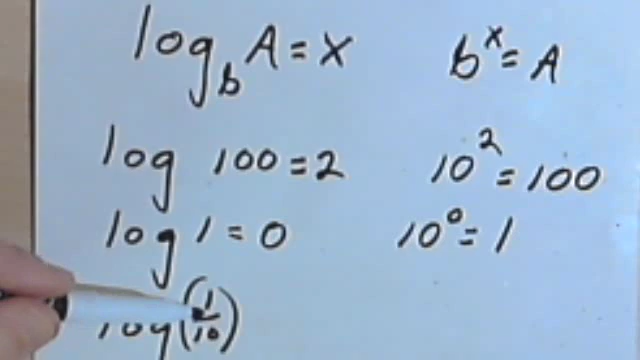 log_b A = x    b^x = A
log 100 = 2    10^2 = 100
log 1 = 0    10^0 = 1
log(1/10)